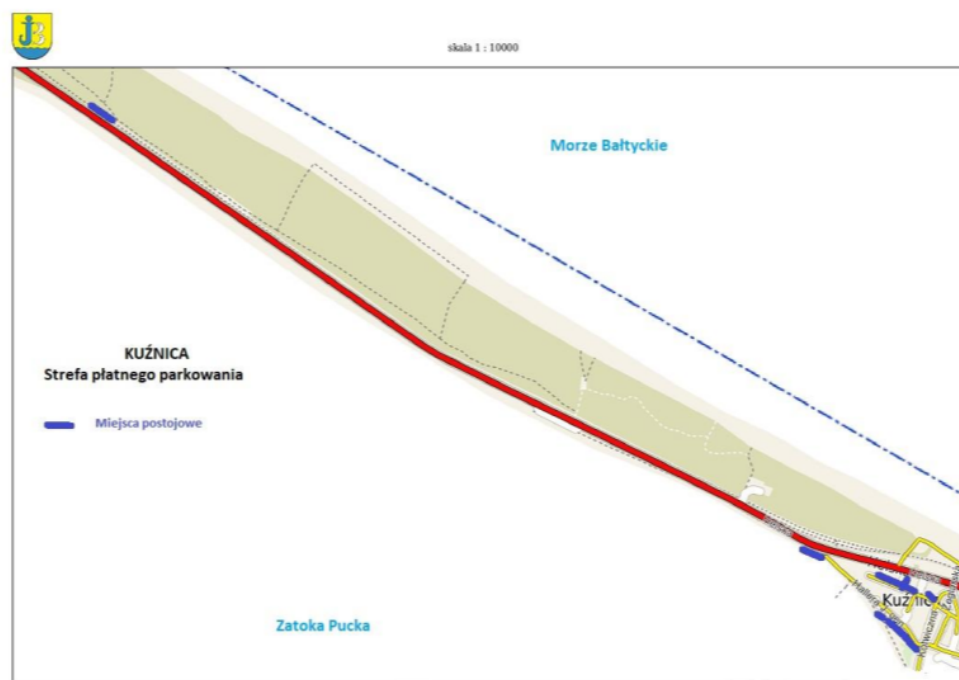 skala 1 : 10000
Morze Bałtyckie
KUŹNICA
Strefa płatnego parkowania
Miejsca postojowe
Zatoka Pucka